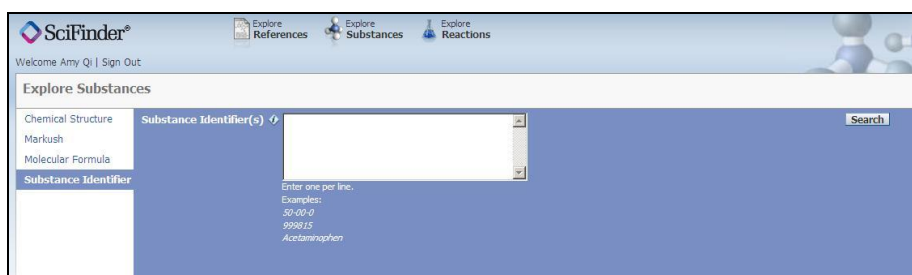 SciFinder®
Explore References
Explore Substances
Explore Reactions
Welcome Amy Qi | Sign Out
Explore Substances
Chemical Structure
Markush
Molecular Formula
Substance Identifier
Substance Identifier(s)
Search
Enter one per line.
Examples:
50-00-0
999815
Acetaminophen